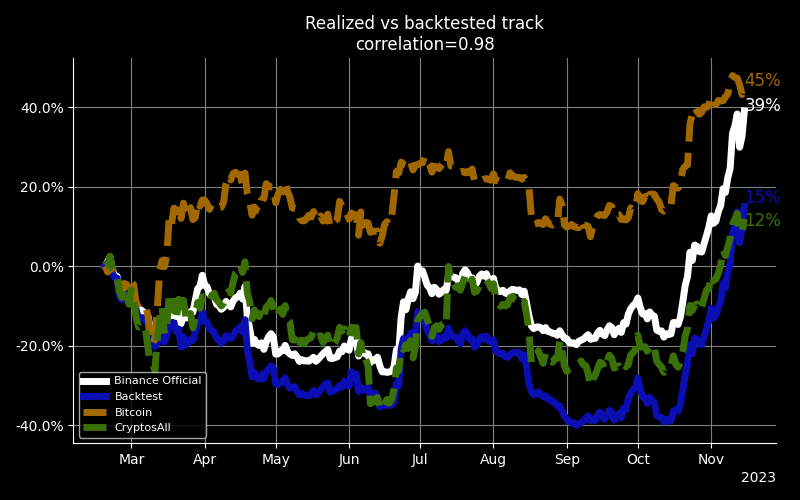 Realized vs backtested track
correlation=0.98
45%
39%
15%
12%
40.0%
20.0%
0.0%
-20.0%
-40.0%
Binance Official
Backtest
Bitcoin
CryptosAll
Mar Apr May Jun Jul Aug Sep Oct Nov
2023